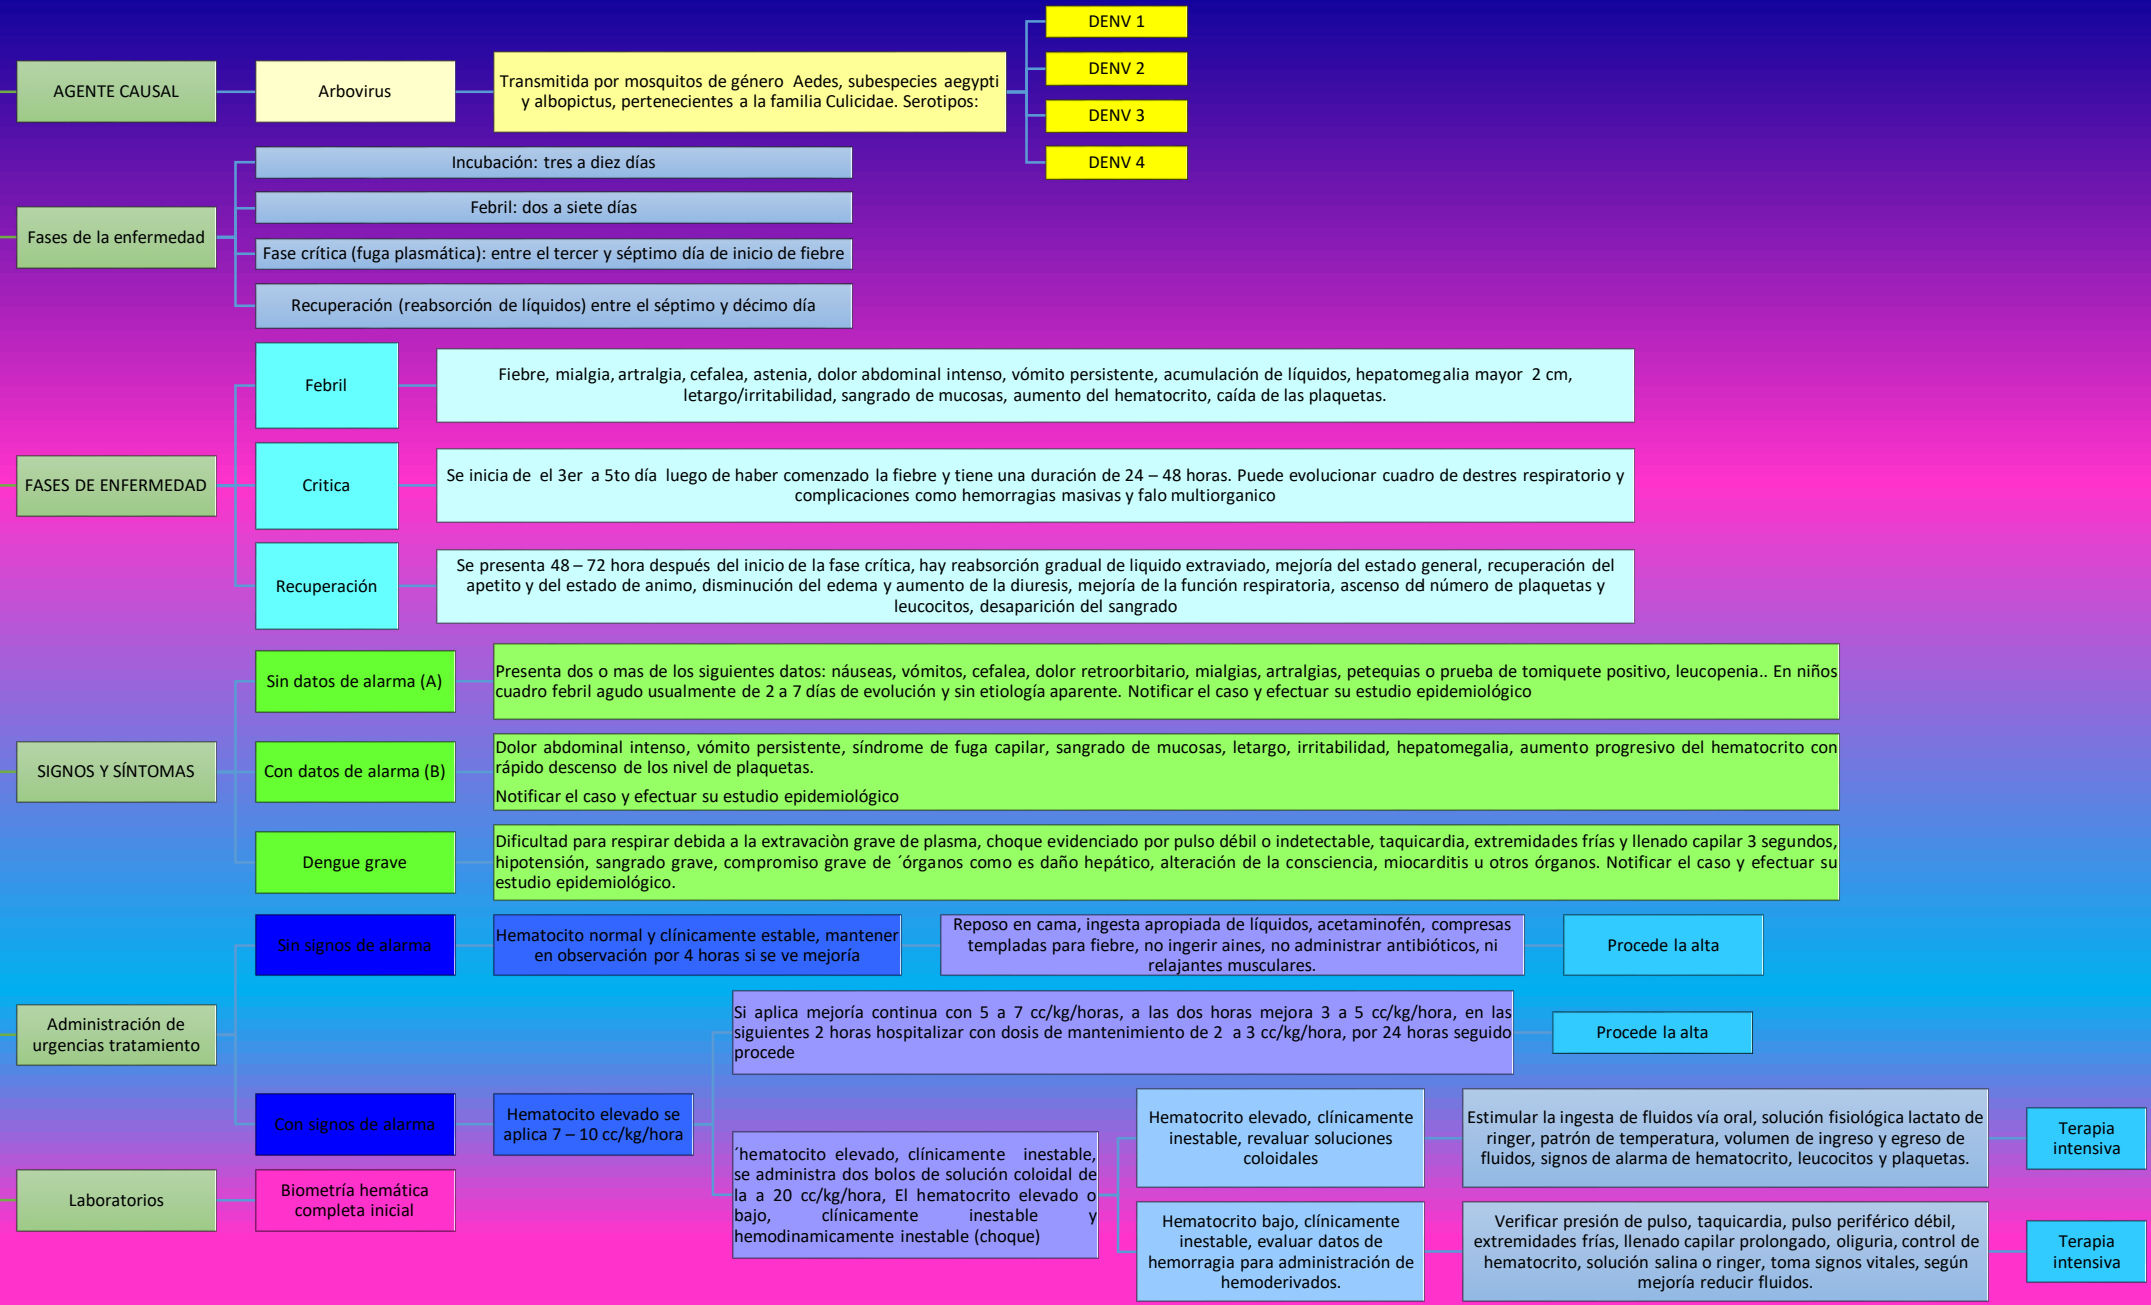 AGENTE CAUSAL
Arbovirus
Transmitida por mosquitos de género Aedes, subespecies aegypti
y albopictus, pertenecientes a la familia Culicidae. Serotipos:
DENV 1
DENV 2
DENV 3
DENV 4
Fases de la enfermedad
Incubación: tres a diez días
Febril: dos a siete días
Fase crítica (fuga plasmática): entre el tercer y séptimo día de inicio de fiebre
Recuperación (reabsorción de líquidos) entre el séptimo y décimo día
FASES DE ENFERMEDAD
Febril
Fiebre, mialgia, artralgia, cefalea, astenia, dolor abdominal intenso, vómito persistente, acumulación de líquidos, hepatomegalia mayor 2 cm,
letargo/irritabilidad, sangrado de mucosas, aumento del hematocrito, caída de las plaquetas.
Critica
Se inicia de el 3er a 5to día luego de haber comenzado la fiebre y tiene una duración de 24 – 48 horas. Puede evolucionar cuadro de destres respiratorio y
complicaciones como hemorragias masivas y falo multiorganico
Recuperación
Se presenta 48 – 72 hora después del inicio de la fase crítica, hay reabsorción gradual de liquido extraviado, mejoría del estado general, recuperación del
apetito y del estado de animo, disminución del edema y aumento de la diuresis, mejoría de la función respiratoria, ascenso del número de plaquetas y
leucocitos, desaparición del sangrado
SIGNOS Y SÍNTOMAS
Sin datos de alarma (A)
Presenta dos o mas de los siguientes datos: náuseas, vómitos, cefalea, dolor retroorbitario, mialgias, artralgias, petequias o prueba de tomiquete positivo, leucopenia.. En niños
cuadro febril agudo usualmente de 2 a 7 días de evolución y sin etiología aparente. Notificar el caso y efectuar su estudio epidemiológico
Con datos de alarma (B)
Dolor abdominal intenso, vómito persistente, síndrome de fuga capilar, sangrado de mucosas, letargo, irritabilidad, hepatomegalia, aumento progresivo del hematocrito con
rápido descenso de los nivel de plaquetas.
Notificar el caso y efectuar su estudio epidemiológico
Dengue grave
Dificultad para respirar debida a la extravaciòn grave de plasma, choque evidenciado por pulso débil o indetectable, taquicardia, extremidades frías y llenado capilar 3 segundos,
hipotensión, sangrado grave, compromiso grave de ´órganos como es daño hepático, alteración de la consciencia, miocarditis u otros órganos. Notificar el caso y efectuar su
estudio epidemiológico.
Administración de
urgencias tratamiento
Sin signos de alarma
Hematocito normal y clínicamente estable, mantener
en observación por 4 horas si se ve mejoría
Reposo en cama, ingesta apropiada de líquidos, acetaminofén, compresas
templadas para fiebre, no ingerir aines, no administrar antibióticos, ni
relajantes musculares.
Procede la alta
Con signos de alarma
Hematocito elevado se
aplica 7 – 10 cc/kg/hora
Si aplica mejoría continua con 5 a 7 cc/kg/horas, a las dos horas mejora 3 a 5 cc/kg/hora, en las
siguientes 2 horas hospitalizar con dosis de mantenimiento de 2 a 3 cc/kg/hora, por 24 horas seguido
procede
Procede la alta
´hematocito elevado, clínicamente inestable,
se administra dos bolos de solución coloidal de
la a 20 cc/kg/hora, El hematocrito elevado o
bajo, clínicamente inestable y
hemodinamicamente inestable (choque)
Hematocrito elevado, clínicamente
inestable, revaluar soluciones
coloidales
Estimular la ingesta de fluidos vía oral, solución fisiológica lactato de
ringer, patrón de temperatura, volumen de ingreso y egreso de
fluidos, signos de alarma de hematocrito, leucocitos y plaquetas.
Terapia
intensiva
Hematocrito bajo, clínicamente
inestable, evaluar datos de
hemorragia para administración de
hemoderivados.
Verificar presión de pulso, taquicardia, pulso periférico débil,
extremidades frías, llenado capilar prolongado, oliguria, control de
hematocrito, solución salina o ringer, toma signos vitales, según
mejoría reducir fluidos.
Terapia
intensiva
Laboratorios
Biometría hemática
completa inicial